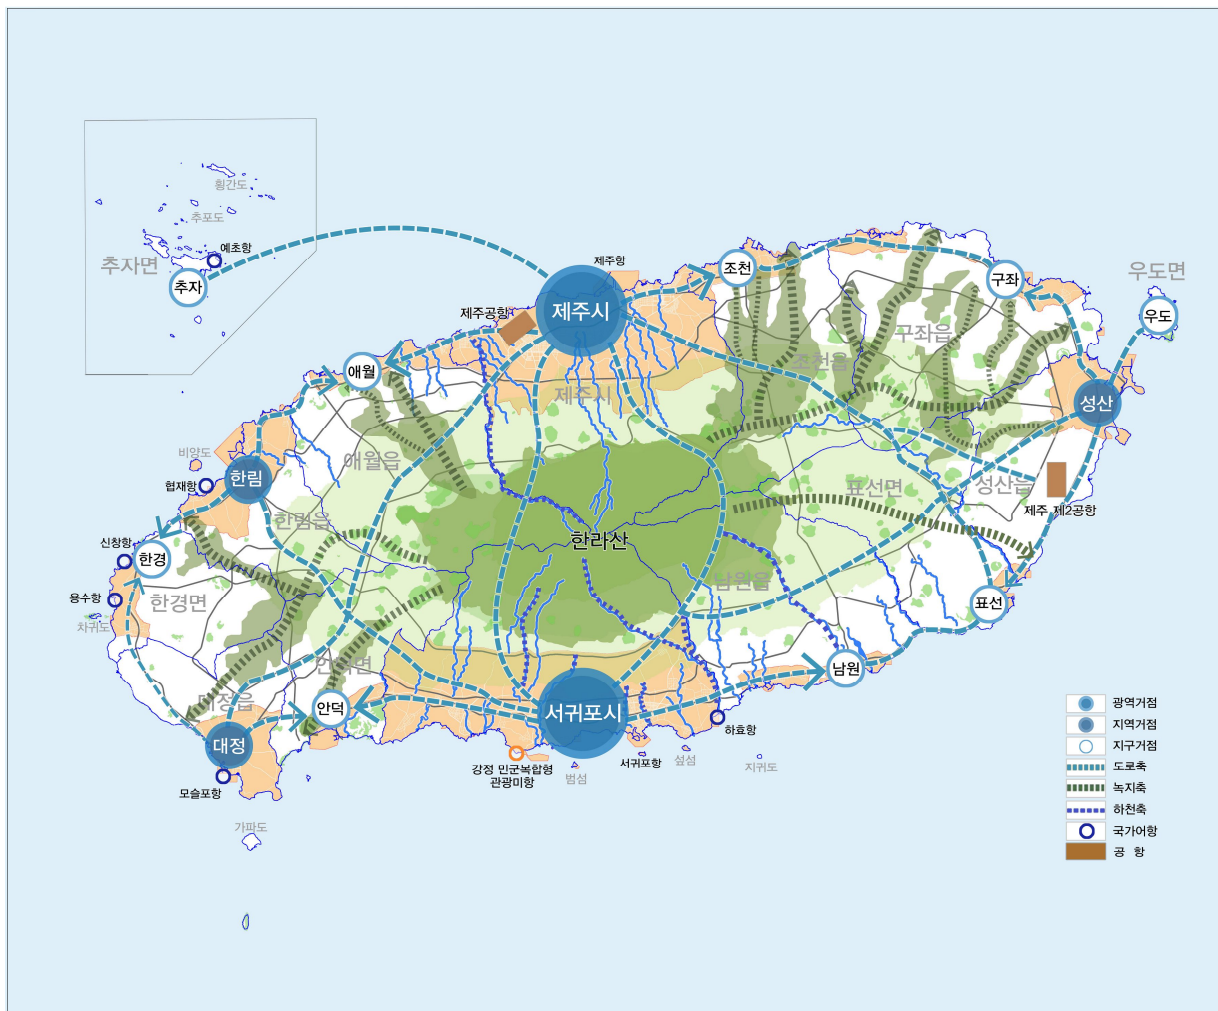 횡간도
추포도
예초항
추자면
추자
제주항
조천
구좌
우도면
우도
제주공항
제주시
애월
구좌읍
조천읍
제주시
성산
비양도
한림
협재항
애월읍
한림읍
표선면
성산읍
제주 제2공항
신창항
한경
한라산
용수항
한경면
차귀도
남원읍
표선
안덕면
남원
대정읍
안덕
서귀포시
하효항
대정
모슬포항
강정 민군복합형
관광미항
범섬
서귀포항
섶섬
지귀도
가파도
광역거점
지역거점
지구거점
도로축
녹지축
하천축
국가어항
공 항